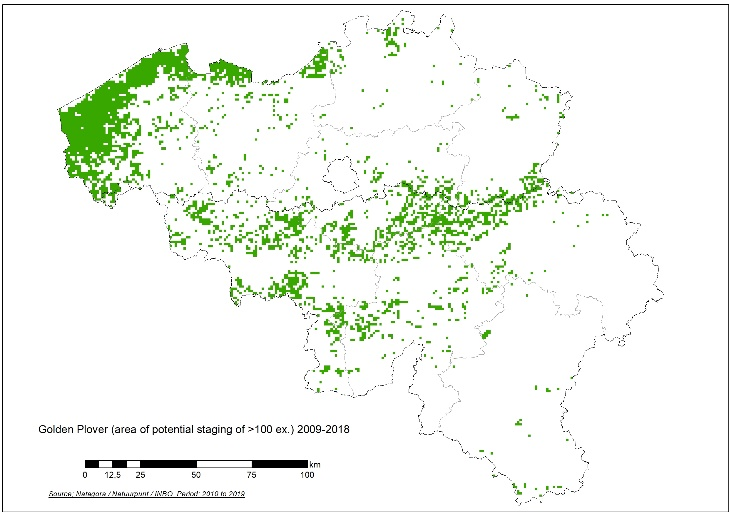 Golden Plover (area of potential staging of >100 ex.) 2009-2018
km
0 12.5 25 50 75 100
Source: Natagora / Natuurpunt / INBO Period: 2010 to 2019